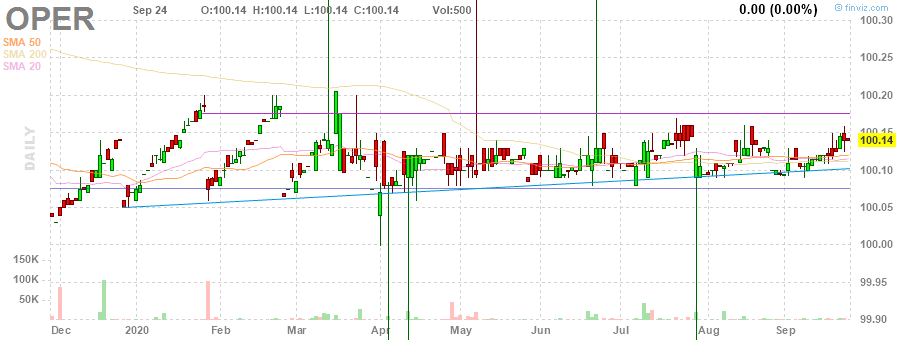 OPER Sep 24 O:100.14 H:100.14 L:100.14 C:100.14 Vol:500 0.00 (0.00%) © finviz.com
SMA 50
SMA 200
SMA 20
DAILY
100.30
100.25
100.20
100.15
100.14
100.10
100.05
100.00
99.95
99.90
150K
100K
50K
Dec 2020 Feb Mar Apr May Jun Jul Aug Sep